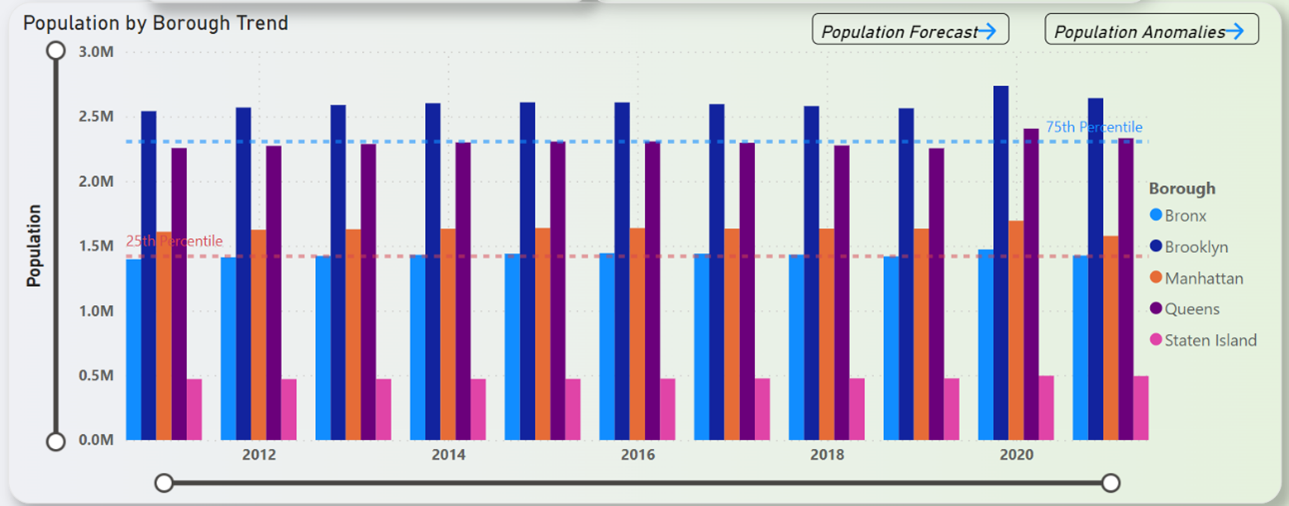 Population by Borough Trend
Population Forecast
Population Anomalies
3.0M
2.5M
75th Percentile
2.0M
Borough
Bronx
1.5M
25th Percentile
Brooklyn
Population
Manhattan
1.0M
Queens
Staten Island
0.5M
0.0M
2012
2014
2016
2018
2020